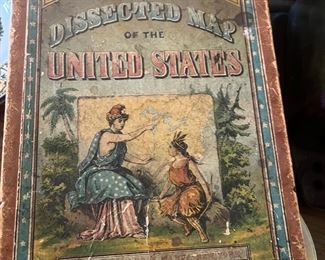 DISSECTED MAP
OF THE
UNITED STATES